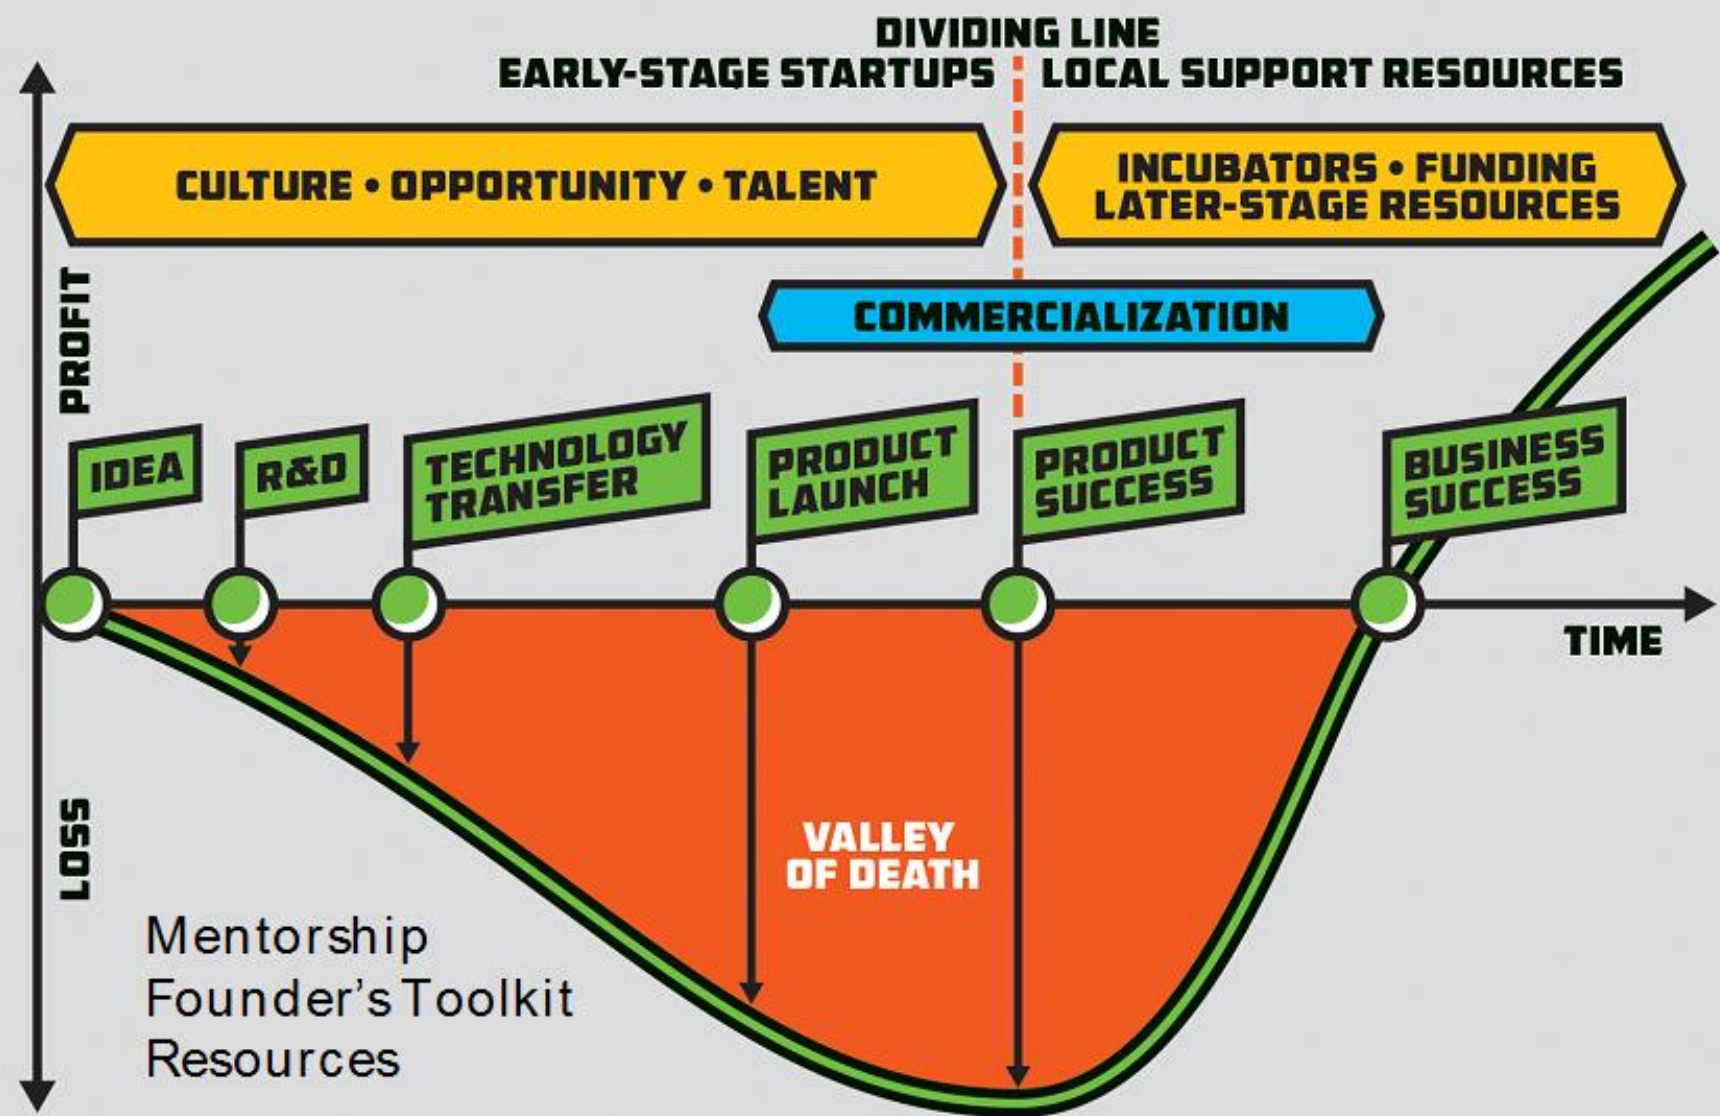 DIVIDING LINE
EARLY-STAGE STARTUPS
LOCAL SUPPORT RESOURCES
CULTURE • OPPORTUNITY • TALENT
INCUBATORS • FUNDING
LATER-STAGE RESOURCES
COMMERCIALIZATION
PROFIT
IDEA
R&D
TECHNOLOGY
TRANSFER
PRODUCT
LAUNCH
PRODUCT
SUCCESS
BUSINESS
SUCCESS
TIME
LOSS
VALLEY
OF DEATH
Mentorship
Founder’s Toolkit
Resources